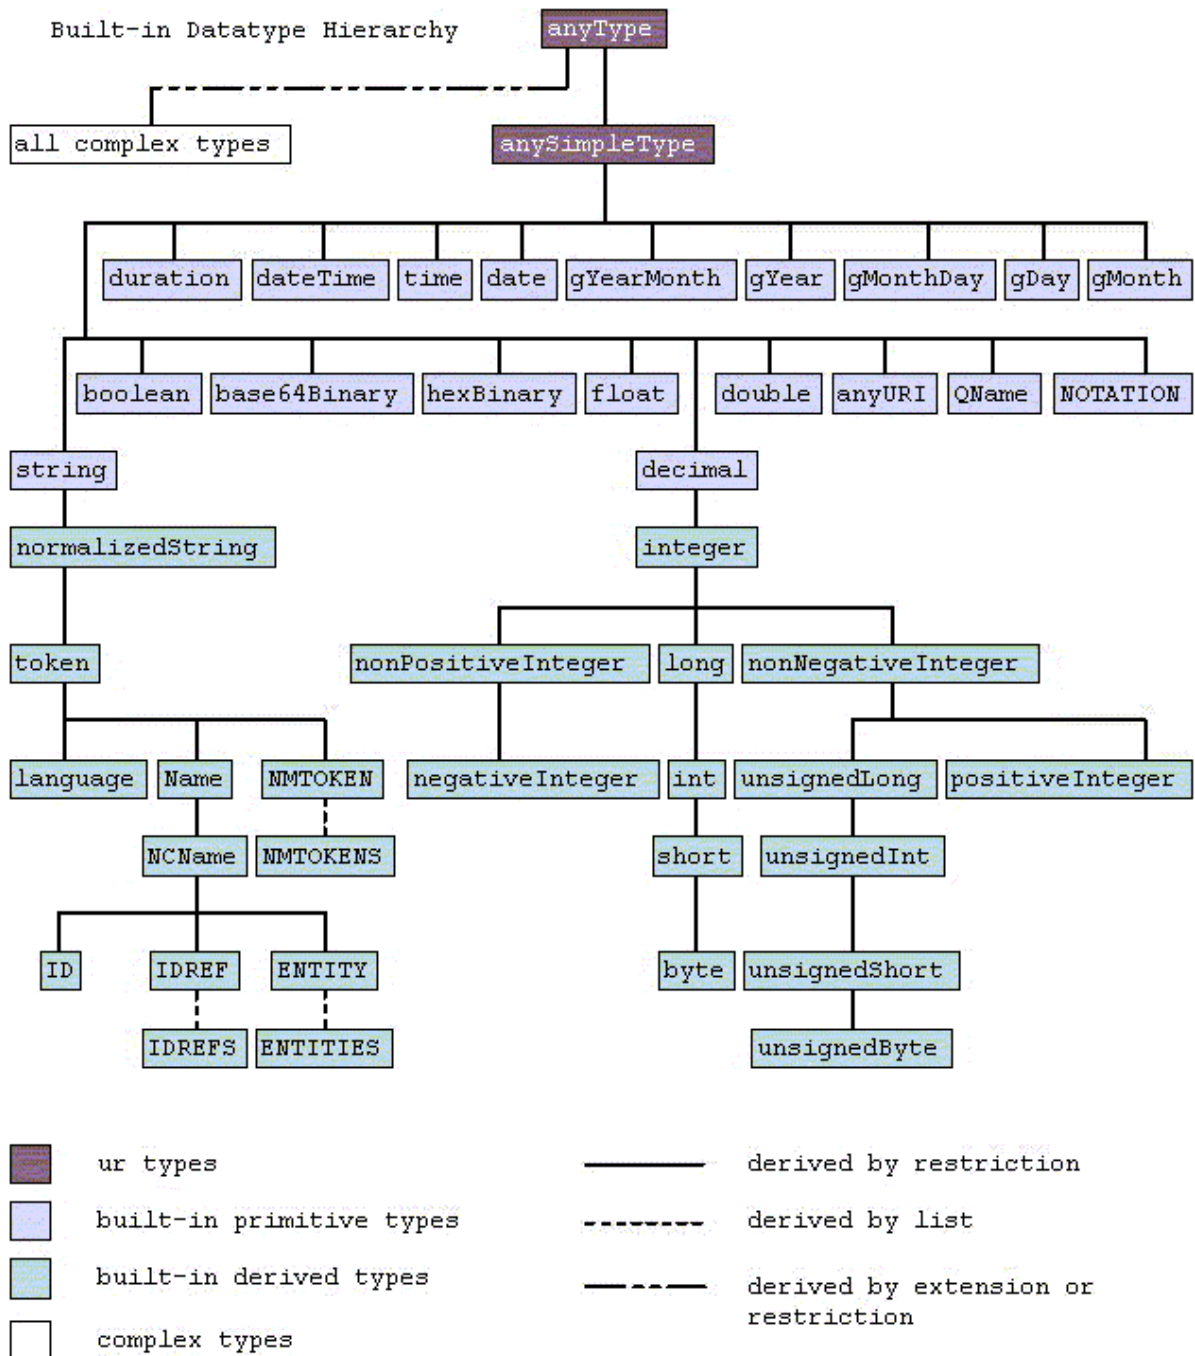 Built-in Datatype Hierarchy
anyType
all complex types
anySimpleType
duration dateTime time date gYearMonth gYear gMonthDay gDay gMonth
boolean base64Binary hexBinary float double anyURI QName NOTATION
string decimal
normalizedString integer
token nonPositiveInteger long nonNegativeInteger
language Name NMTOKEN negativeInteger int unsignedLong positiveInteger
NCName NMTOKENS short unsignedInt
ID IDREF ENTITY byte unsignedShort
IDREFS ENTITIES unsignedByte
ur types
derived by restriction
built-in primitive types
derived by list
built-in derived types
derived by extension or
restriction
complex types